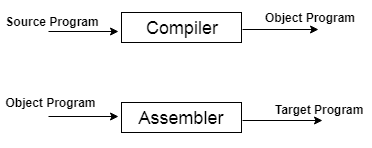 Source Program
Compiler
Object Program
Object Program
Assembler
Target Program